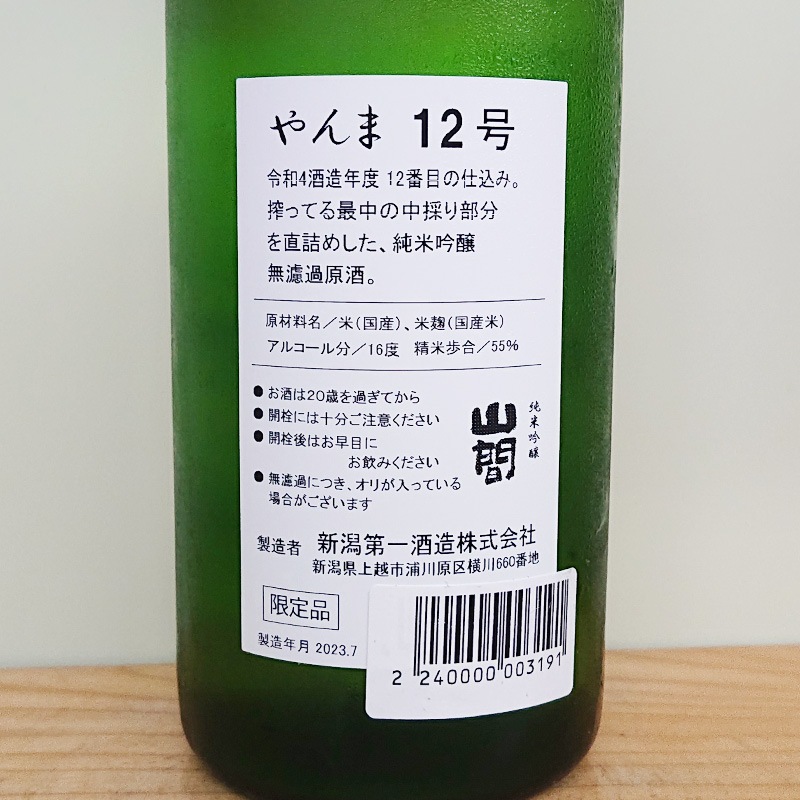 やんま 12号
令和4酒造年度 12番目の仕込み。
搾ってる最中の中採り部分
を直詰めした、純米吟醸
無濾過原酒。
原材料名／米(国産)、米麹(国産米)
アルコール分／16度 精米歩合／55%
● お酒は20歳を過ぎてから
● 開栓には十分ご注意ください
● 開栓後はお早目に
お飲みください
● 無濾過につき、オリが入っている
場合がございます
純米吟醸
山間
製造者 新潟第一酒造株式会社
新潟県上越市浦川原区横川660番地
限定品
製造年月 2023.7
2 240000 003191